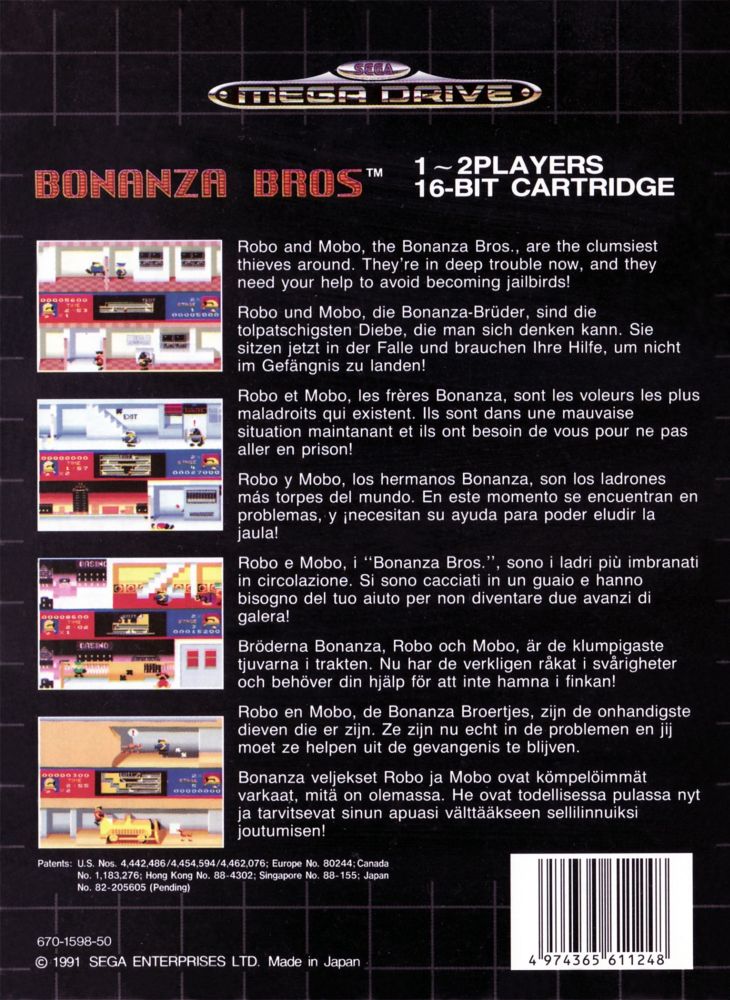 SEGA
MEGA DRIVE
BONANZA BROS™
1~2PLAYERS
16-BIT CARTRIDGE
Robo and Mobo, the Bonanza Bros., are the clumsiest
thieves around. They're in deep trouble now, and they
need your help to avoid becoming jailbirds!
Robo und Mobo, die Bonanza-Brüder, sind die
tolpatschigsten Diebe, die man sich denken kann. Sie
sitzen jetzt in der Falle und brauchen Ihre Hilfe, um nicht
im Gefängnis zu landen!
Robo et Mobo, les frères Bonanza, sont les voleurs les plus
maladroits qui existent. Ils sont dans une mauvaise
situation maintanant et ils ont besoin de vous pour ne pas
aller en prison!
Robo y Mobo, los hermanos Bonanza, son los ladrones
más torpes del mundo. En este momento se encuentran en
problemas, y ¡necesitan su ayuda para poder eludir la
jaula!
Robo e Mobo, i "Bonanza Bros.", sono i ladri più imbranati
in circolazione. Si sono cacciati in un guaio e hanno
bisogno del tuo aiuto per non diventare due avanzi di
galera!
Bröderna Bonanza, Robo och Mobo, är de klumpigaste
tjuvarna i trakten. Nu har de verkligen råkat i svårigheter
och behöver din hjälp för att inte hamna i finkan!
Robo en Mobo, de Bonanza Broertjes, zijn de onhandigste
dieven die er zijn. Ze zijn nu echt in de problemen en jij
moet ze helpen uit de gevangenis te blijven.
Bonanza veljekset Robo ja Mobo ovat kömpelöimmät
varkaat, mitä on olemassa. He ovat todellisessa pulassa nyt
ja tarvitsevat sinun apuasi välttääkseen sellilinnuiksi
joutumisen!
Patents: U.S. Nos. 4,442,486/4,454,594/4,462,076; Europe No. 80244; Canada
No. 1,183,276; Hong Kong No. 88-4302; Singapore No. 88-155; Japan
No. 82-205605 (Pending)
670-1598-50
© 1991 SEGA ENTERPRISES LTD. Made in Japan
4 974365 611248